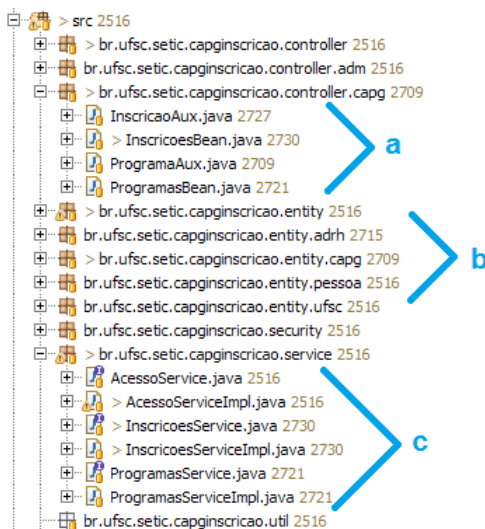 > src 2516
> br.ufsc.setic.capginscricao.controller 2516
br.ufsc.setic.capginscricao.controller.adm 2516
> br.ufsc.setic.capginscricao.controller.capg 2709
InscricaoAux.java 2727
> InscricoesBean.java 2730
a
ProgramaAux.java 2709
ProgramasBean.java 2721
> br.ufsc.setic.capginscricao.entity 2516
br.ufsc.setic.capginscricao.entity.adrh 2715
> br.ufsc.setic.capginscricao.entity.capg 2709
b
br.ufsc.setic.capginscricao.entity.pessoa 2516
br.ufsc.setic.capginscricao.entity.ufsc 2516
br.ufsc.setic.capginscricao.security 2516
> br.ufsc.setic.capginscricao.service 2516
AcessoService.java 2516
> AcessoServiceImpl.java 2516
> InscricoesService.java 2730
c
> InscricoesServiceImpl.java 2730
ProgramasService.java 2721
ProgramasServiceImpl.java 2721
br.ufsc.setic.capginscricao.util 2516